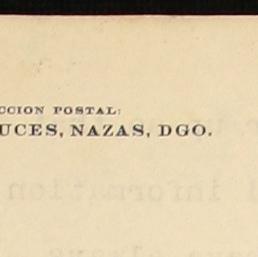 CCION POSTAL:
UCES, NAZAS, DGO.